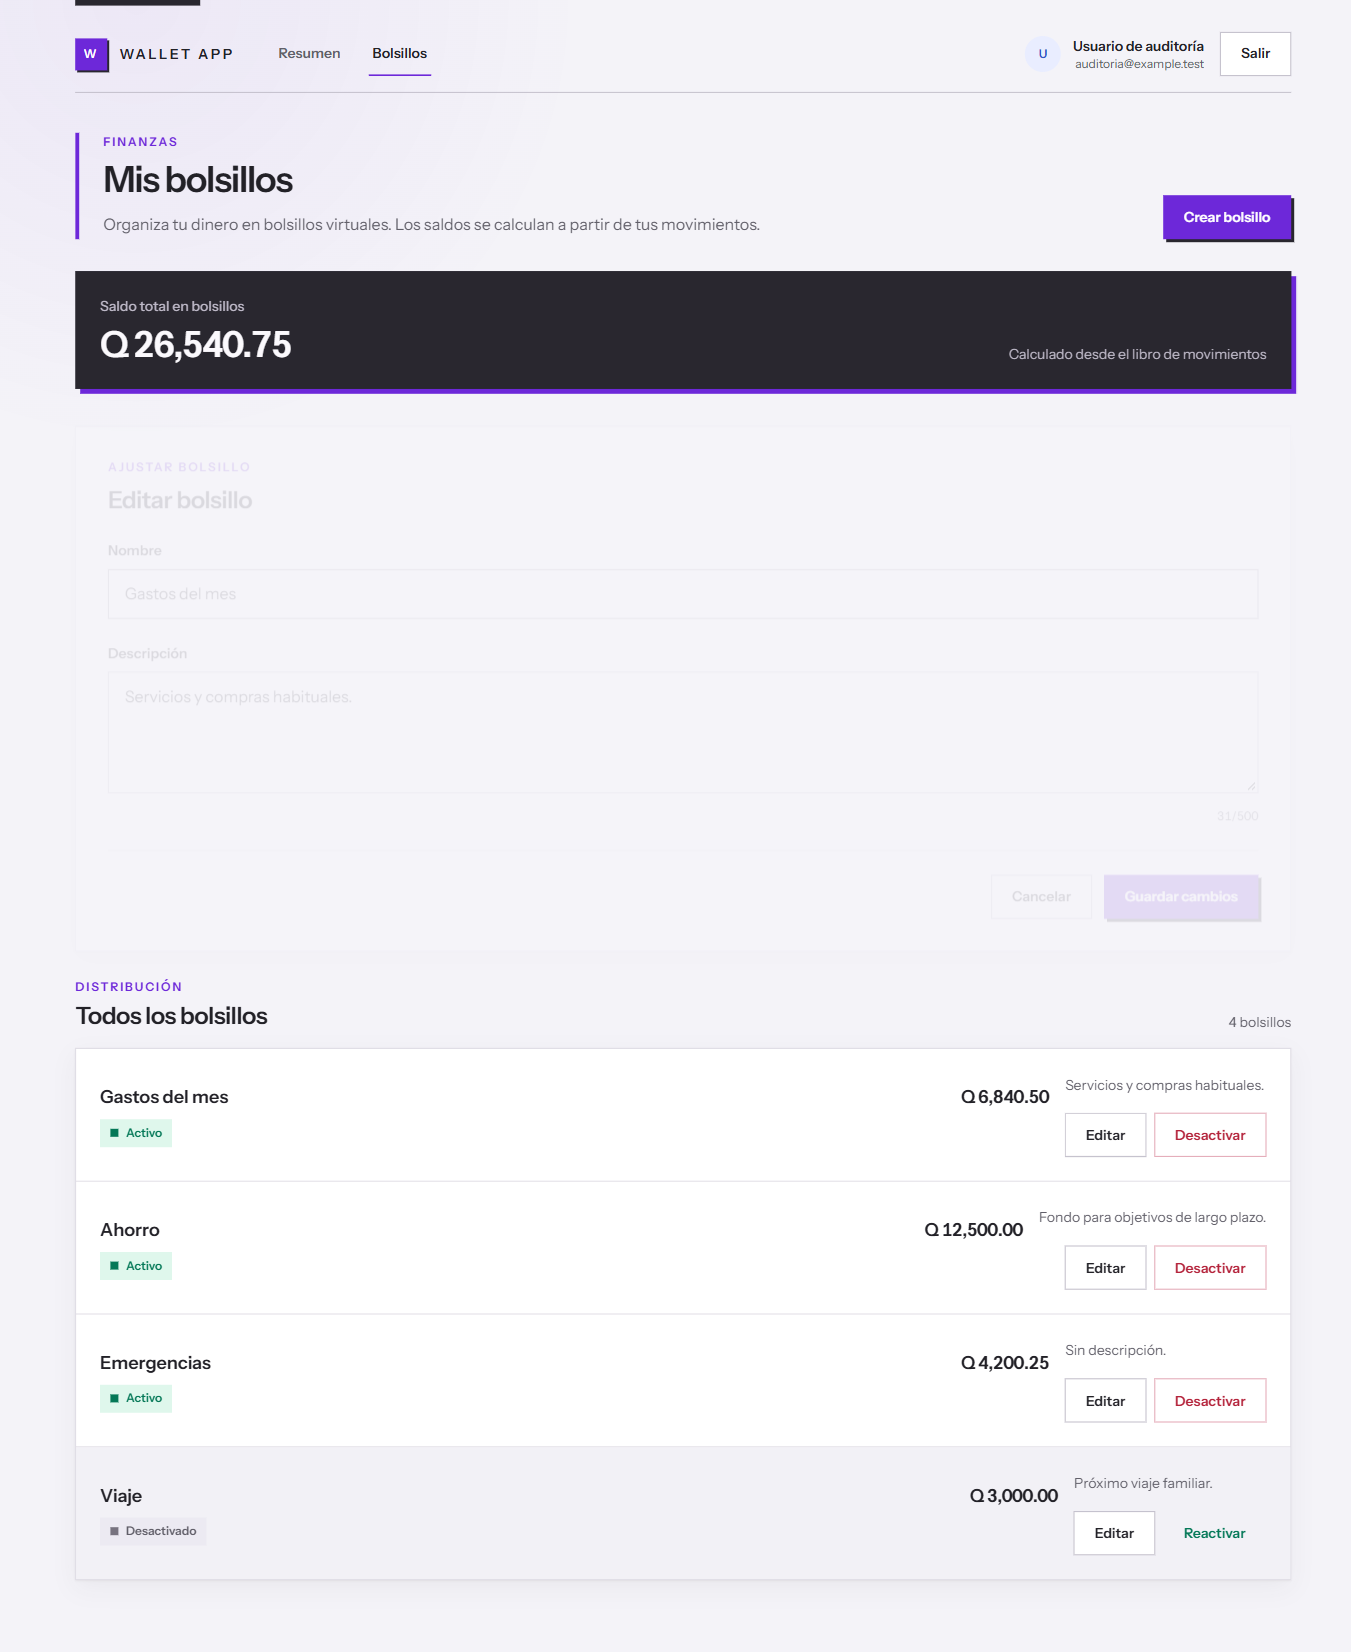 W WALLET APP Resumen Bolsillos U Usuario de auditoría Salir
auditoria@example.test
FINANZAS
Mis bolsillos
Organiza tu dinero en bolsillos virtuales. Los saldos se calculan a partir de tus movimientos.
Crear bolsillo
Saldo total en bolsillos
Q 26,540.75
Calculado desde el libro de movimientos
AJUSTAR BOLSILLO
Editar bolsillo
Nombre
Gastos del mes
Descripción
Servicios y compras habituales.
31/500
Cancelar Guardar cambios
DISTRIBUCIÓN
Todos los bolsillos
4 bolsillos
Gastos del mes
Activo
Q 6,840.50
Servicios y compras habituales.
Editar Desactivar
Ahorro
Activo
Q 12,500.00
Fondo para objetivos de largo plazo.
Editar Desactivar
Emergencias
Activo
Q 4,200.25
Sin descripción.
Editar Desactivar
Viaje
Desactivado
Q 3,000.00
Próximo viaje familiar.
Editar Reactivar